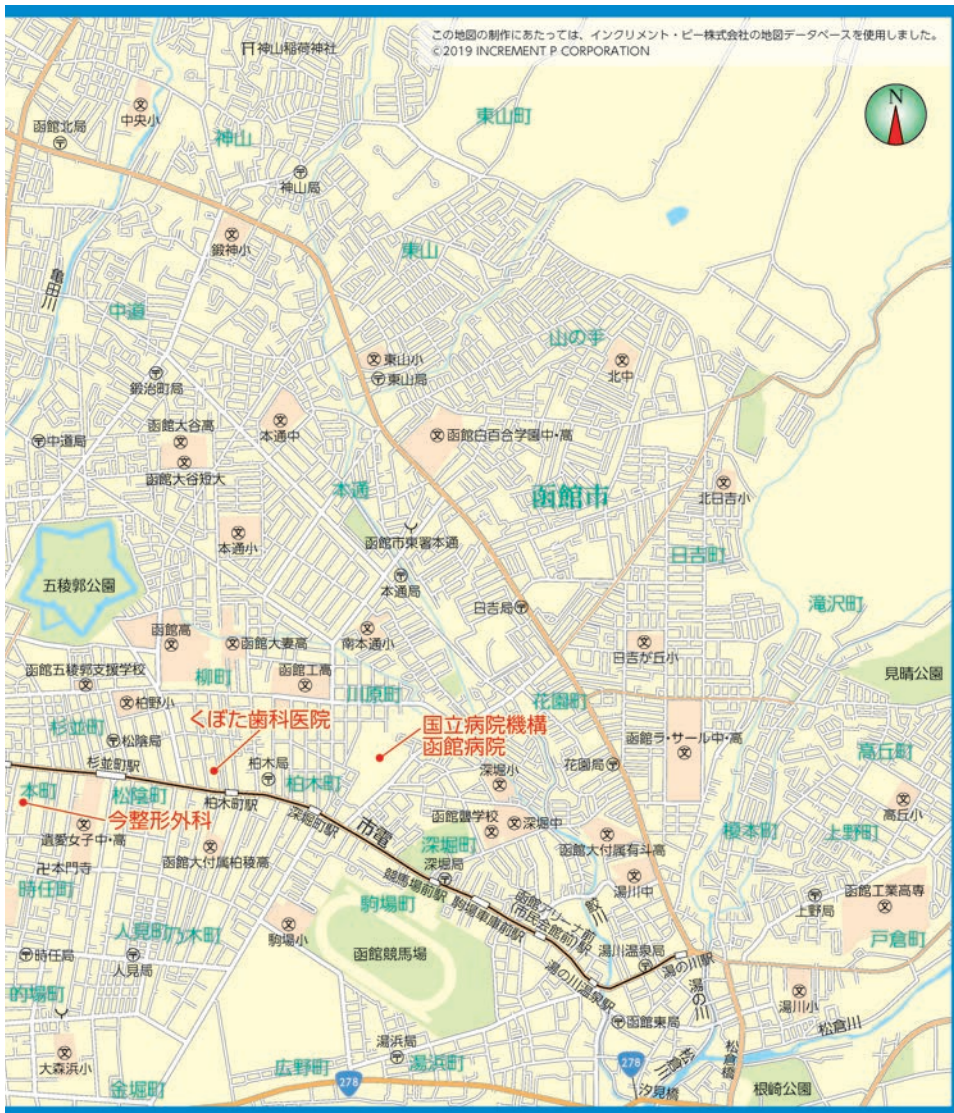 この地図の制作にあたっては、インクリメント・ピー株式会社の地図データベースを使用しました。
©2019 INCREMENT P CORPORATION
神山稲荷神社
N
東山町
中央小
函館北局
神山
神山局
鍛神小
東山
亀田川
中道
山の手
東山小
東山局
北中
鍛治町局
函館大谷高
本通中
中道局
函館白百合学園中・高
函館大谷短大
本通
函館市
北日吉小
本通小
函館市東署本通
日吉町
五稜郭公園
本通局
日吉局
滝沢町
函館高
函館大妻高
南本通小
日吉が丘小
函館五稜郭支援学校
柳町
函館工高
見晴公園
川原町
花園町
柏野小
杉並町
くぼた歯科医院
国立病院機構
函館病院
松陰局
函館ラ・サール中・高
高丘町
杉並町駅
柏木局
深堀小
花園局
本町
松陰町
柏木町
柏木町駅
高丘小
今整形外科
深堀町駅
市電
函館聾学校
深堀中
榎本町
上野町
遺愛女子中・高
函館大付属柏稜高
深堀町
函館大付属有斗高
卍本門寺
深堀局
湯川中
時任町
競馬場前駅
駒場町
駒場車庫前駅
函館アリーナ前
(市民会館前)駅
鮫川
函館工業高専
上野局
人見町
乃木町
駒場小
函館競馬場
戸倉町
時任局
人見局
湯川温泉局
湯の川駅
湯の川温泉駅
湯の川
的場町
湯川小
函館東局
松倉川
湯浜局
大森浜小
広野町
湯浜町
松倉川
松倉橋
278
278
金堀町
汐見橋
根崎公園